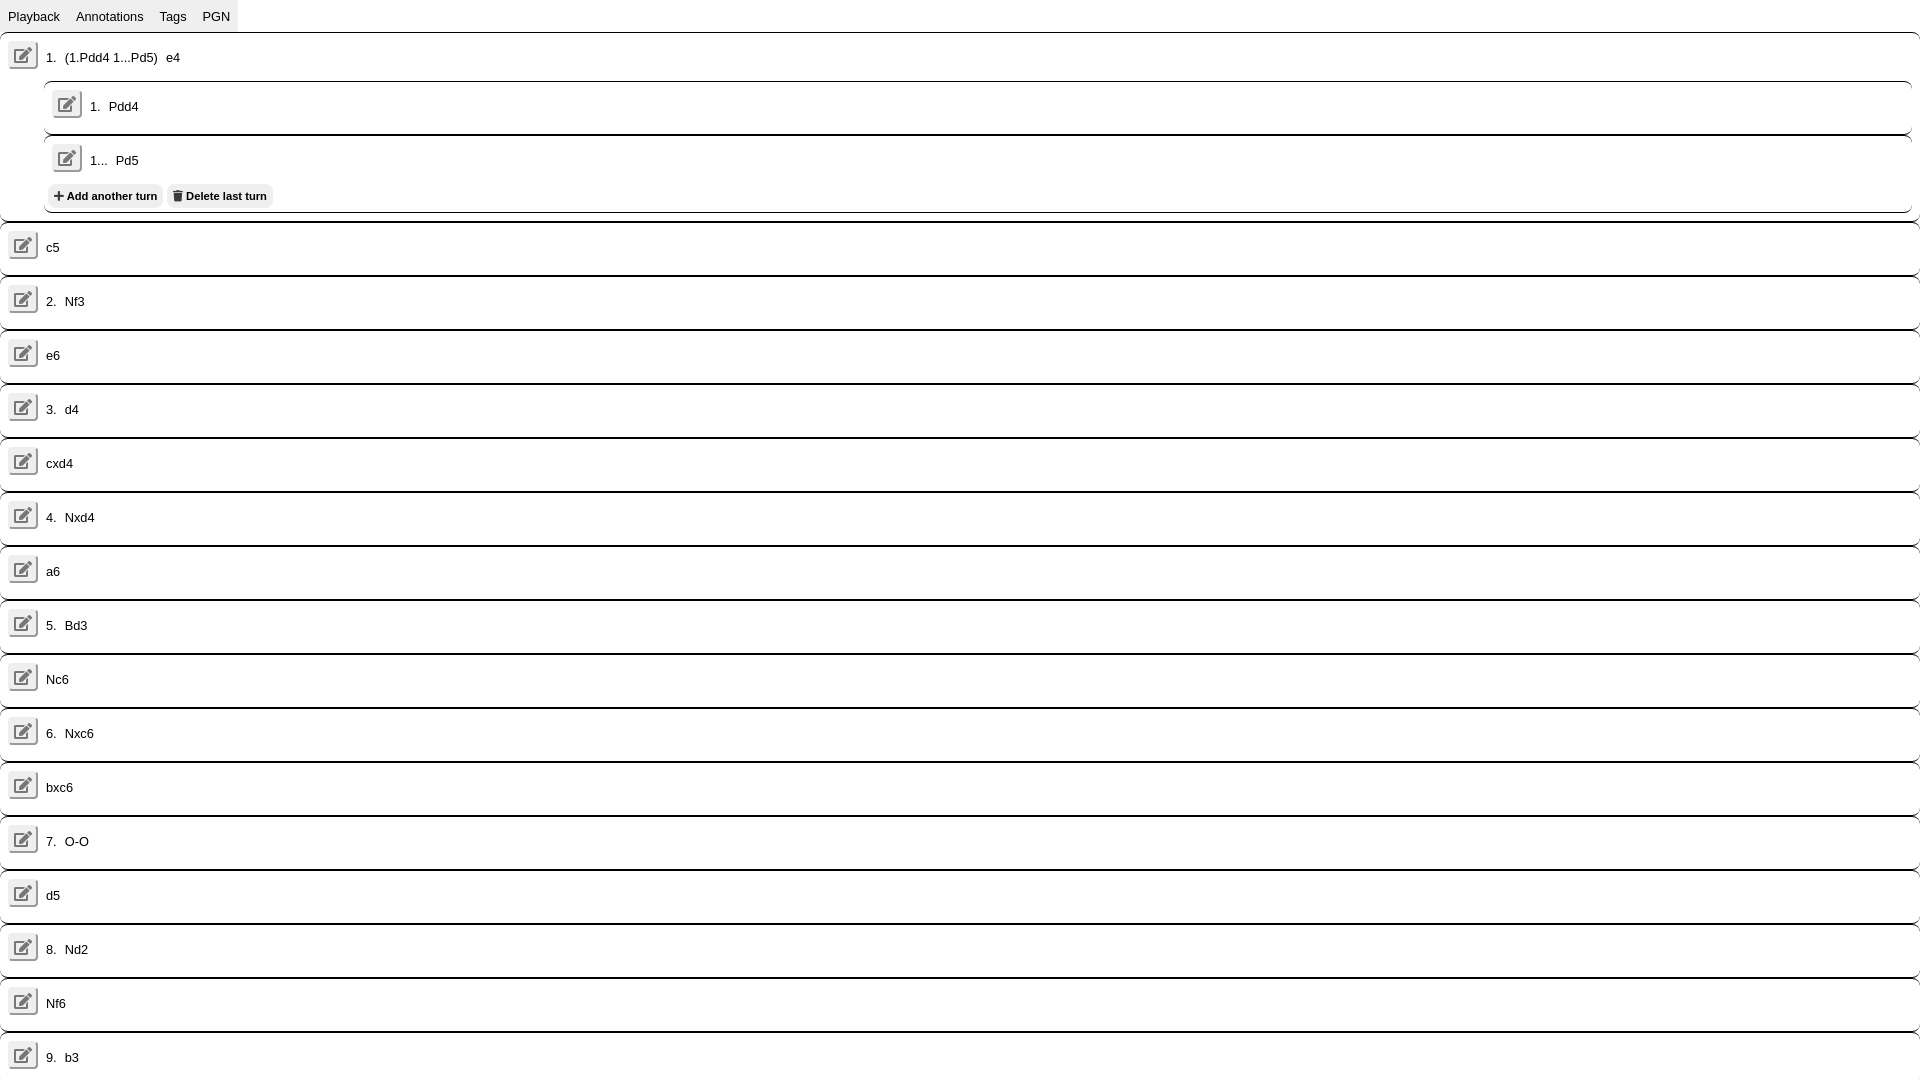 Playback Annotations Tags PGN
1. (1.Pdd4 1...Pd5) e4
1. Pdd4
1... Pd5
Add another turn Delete last turn
c5
2. Nf3
e6
3. d4
cxd4
4. Nxd4
a6
5. Bd3
Nc6
6. Nxc6
bxc6
7. O-O
d5
8. Nd2
Nf6
9. b3